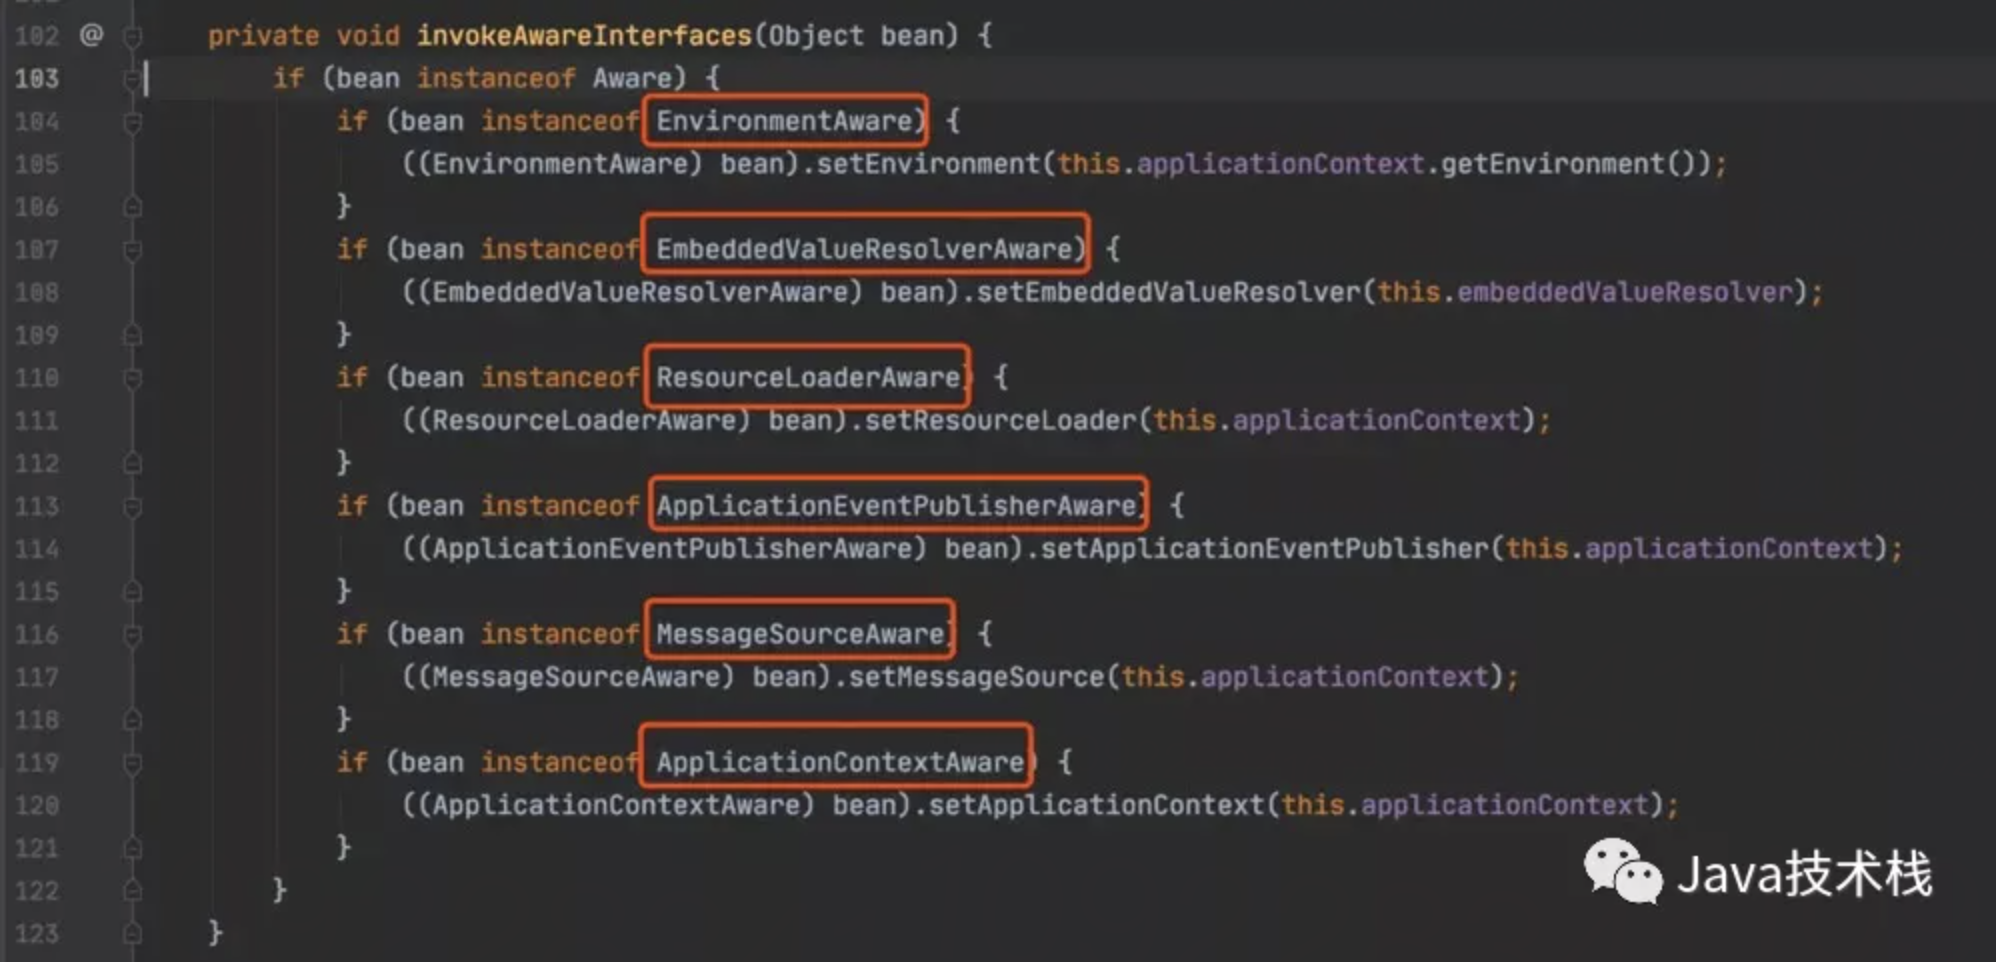 102 @ private void invokeAwareInterfaces(Object bean) {
103 if (bean instanceof Aware) {
104 if (bean instanceof EnvironmentAware) {
105 ((EnvironmentAware) bean).setEnvironment(this.applicationContext.getEnvironment());
106 }
107 if (bean instanceof EmbeddedValueResolverAware) {
108 ((EmbeddedValueResolverAware) bean).setEmbeddedValueResolver(this.embeddedValueResolver);
109 }
110 if (bean instanceof ResourceLoaderAware) {
111 ((ResourceLoaderAware) bean).setResourceLoader(this.applicationContext);
112 }
113 if (bean instanceof ApplicationEventPublisherAware) {
114 ((ApplicationEventPublisherAware) bean).setApplicationEventPublisher(this.applicationContext);
115 }
116 if (bean instanceof MessageSourceAware) {
117 ((MessageSourceAware) bean).setMessageSource(this.applicationContext);
118 }
119 if (bean instanceof ApplicationContextAware) {
120 ((ApplicationContextAware) bean).setApplicationContext(this.applicationContext);
121 }
122 }
123 }
Java技术栈